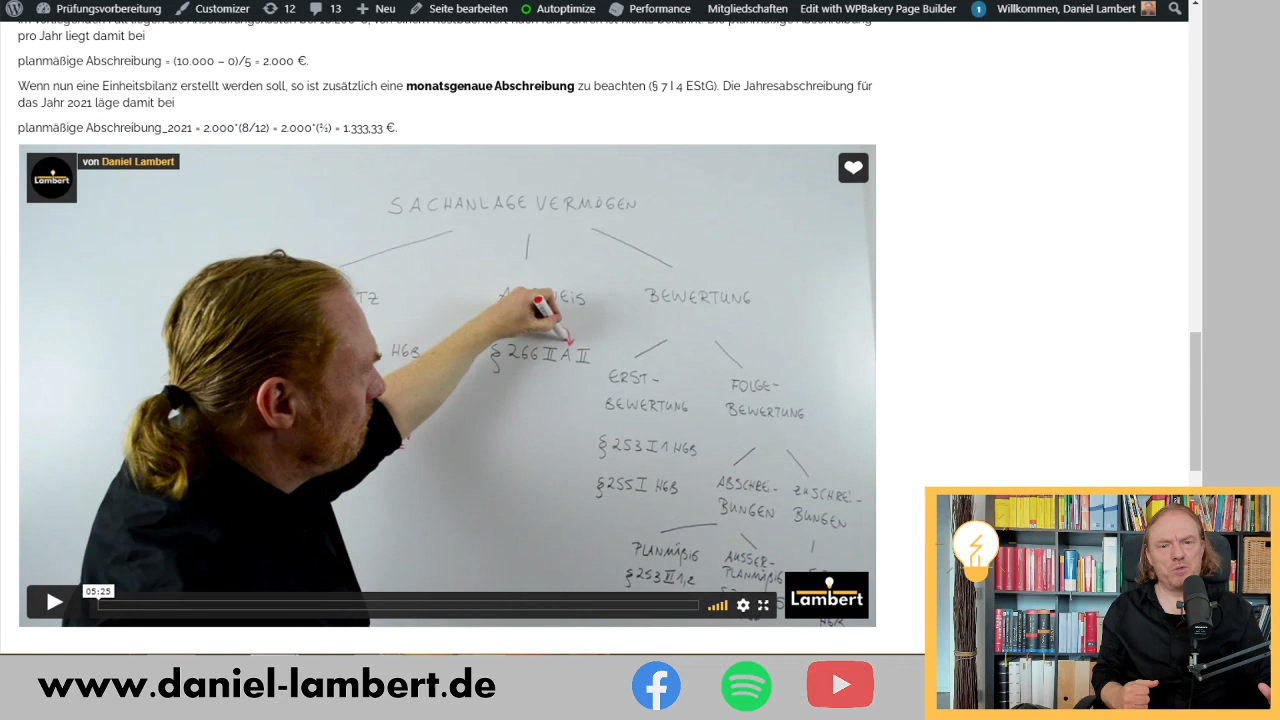 Prüfungsvorbereitung Customizer 12 13 Neu Seite bearbeiten Autoptimize Performance Mitgliedschaften Edit with WPBakery Page Builder 1 Willkommen, Daniel Lambert
pro Jahr liegt damit bei
planmäßige Abschreibung = (10.000 – 0)/5 = 2.000 €.
Wenn nun eine Einheitsbilanz erstellt werden soll, so ist zusätzlich eine monatsgenaue Abschreibung zu beachten (§ 7 I 4 EStG). Die Jahresabschreibung für
das Jahr 2021 läge damit bei
planmäßige Abschreibung_2021 = 2.000*(8/12) = 2.000*(⅔) = 1.333,33 €.
von Daniel Lambert
Lambert
SACHANLAGEVERMÖGEN
TZ
EIS
BEWERTUNG
HGB
§ 266 II A II
ERST-
BEWERTUNG
FOLGE-
BEWERTUNG
§ 253 I 1 HGB
§ 255 I HGB
ABSCHREI-
BUNGEN
ZUSCHREI-
BUNGEN
PLANMÄßIG
§ 253 III 1,2
AUSSER-
PLANMÄßIG
HGB
05:25
Lambert
www.daniel-lambert.de